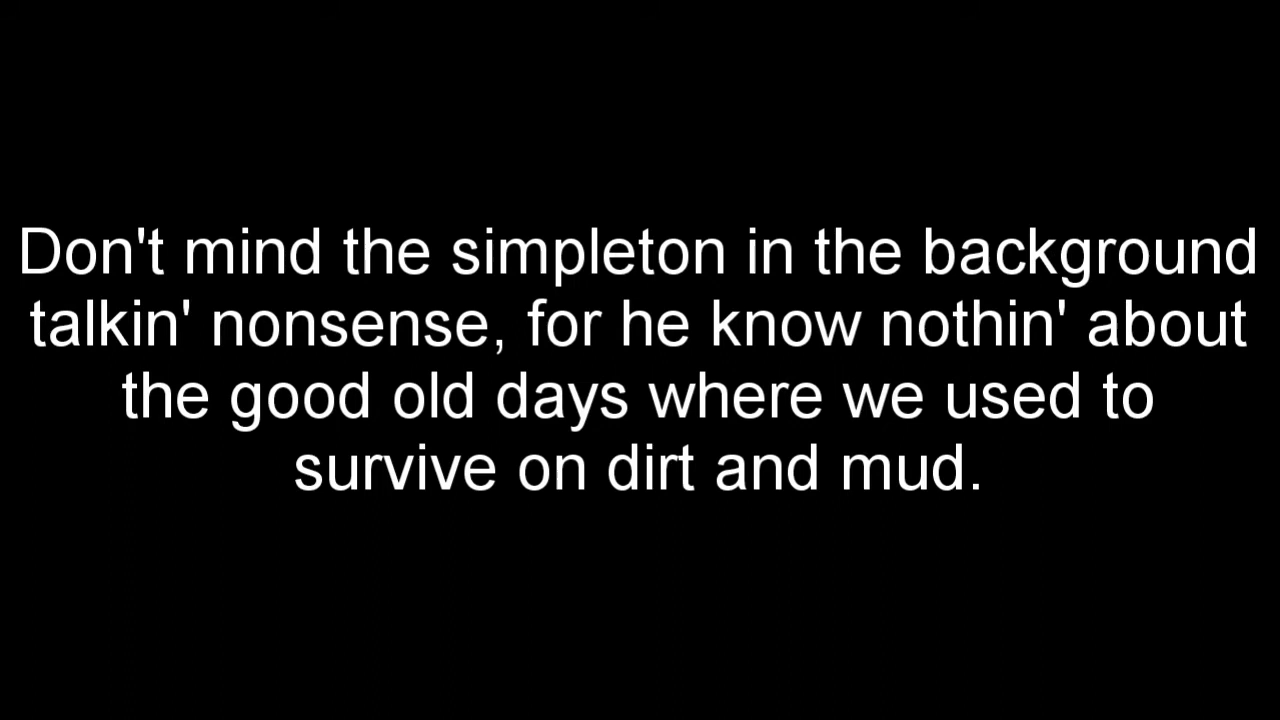 Don't mind the simpleton in the background
talkin' nonsense, for he know nothin' about
the good old days where we used to
survive on dirt and mud.